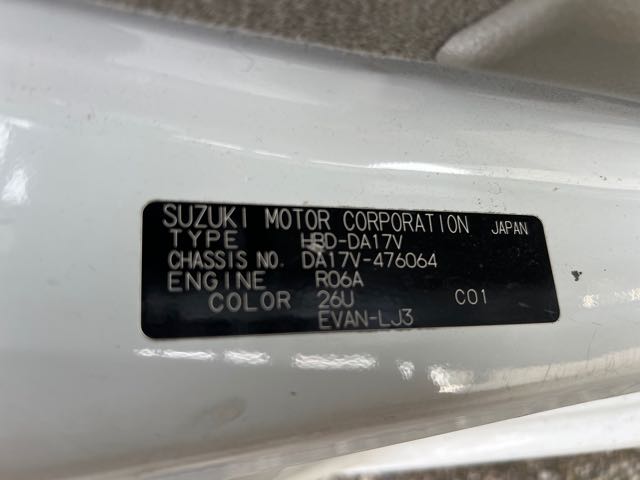 SUZUKI MOTOR CORPORATION JAPAN
TYPE HBD-DA17V
CHASSIS NO. DA17V-476064
ENGINE R06A
COLOR 26U C01
EVAN-LJ3